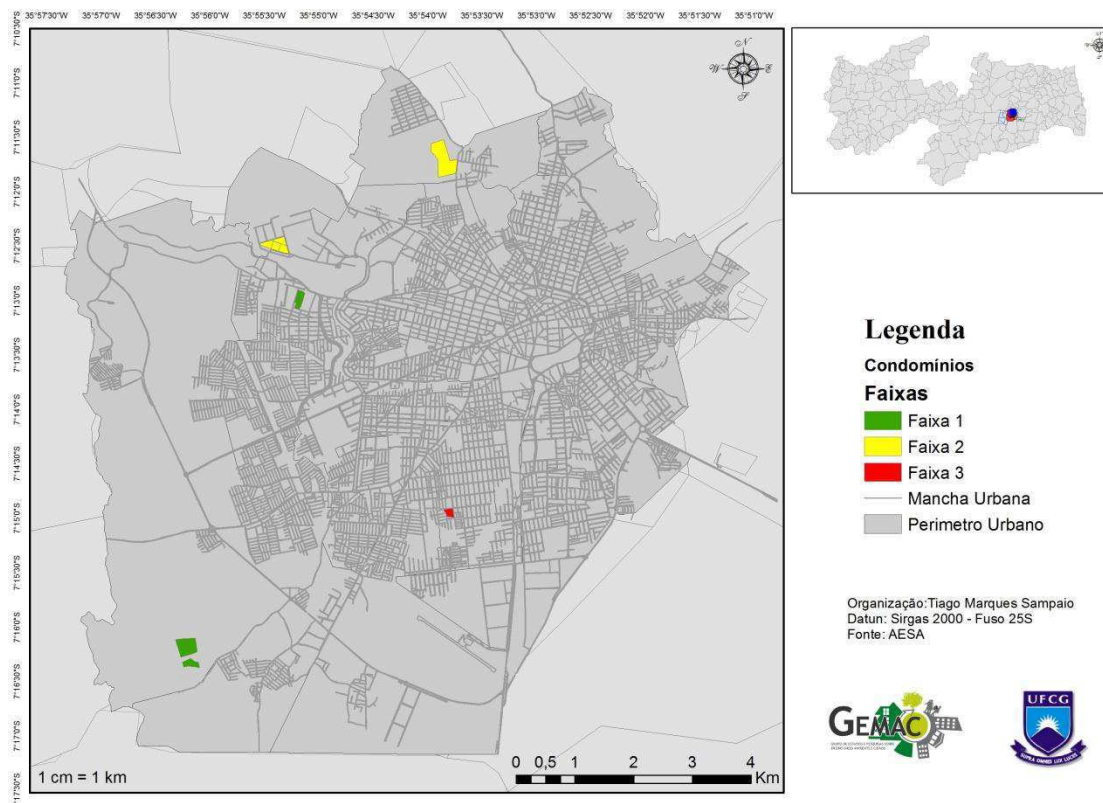 35°57'30"S 35°57'0"O 35°56'30"S 35°56'0"O 35°55'30"S 35°55'0"O 35°54'30"S 35°54'0"O 35°53'30"S 35°53'0"O 35°52'30"S 35°52'0"O 35°51'30"S 35°51'0"O
7°10'30"S
7°11'0"S
7°11'30"S
7°12'0"S
7°12'30"S
7°13'0"S
7°13'30"S
7°14'0"S
7°14'30"S
7°15'0"S
7°15'30"S
7°16'0"S
7°16'30"S
7°17'0"S
7°17'30"S
N
W E
S
1 cm = 1 km
0 0,5 1 2 3 4
Km
Legenda
Condomínios
Faixas
Faixa 1
Faixa 2
Faixa 3
Mancha Urbana
Perimetro Urbano
Organização:Tiago Marques Sampaio
Datun: Sirgas 2000 - Fuso 25S
Fonte: AESA
GEMAC
UFCG
SUPRA OMNES LUX LUCES